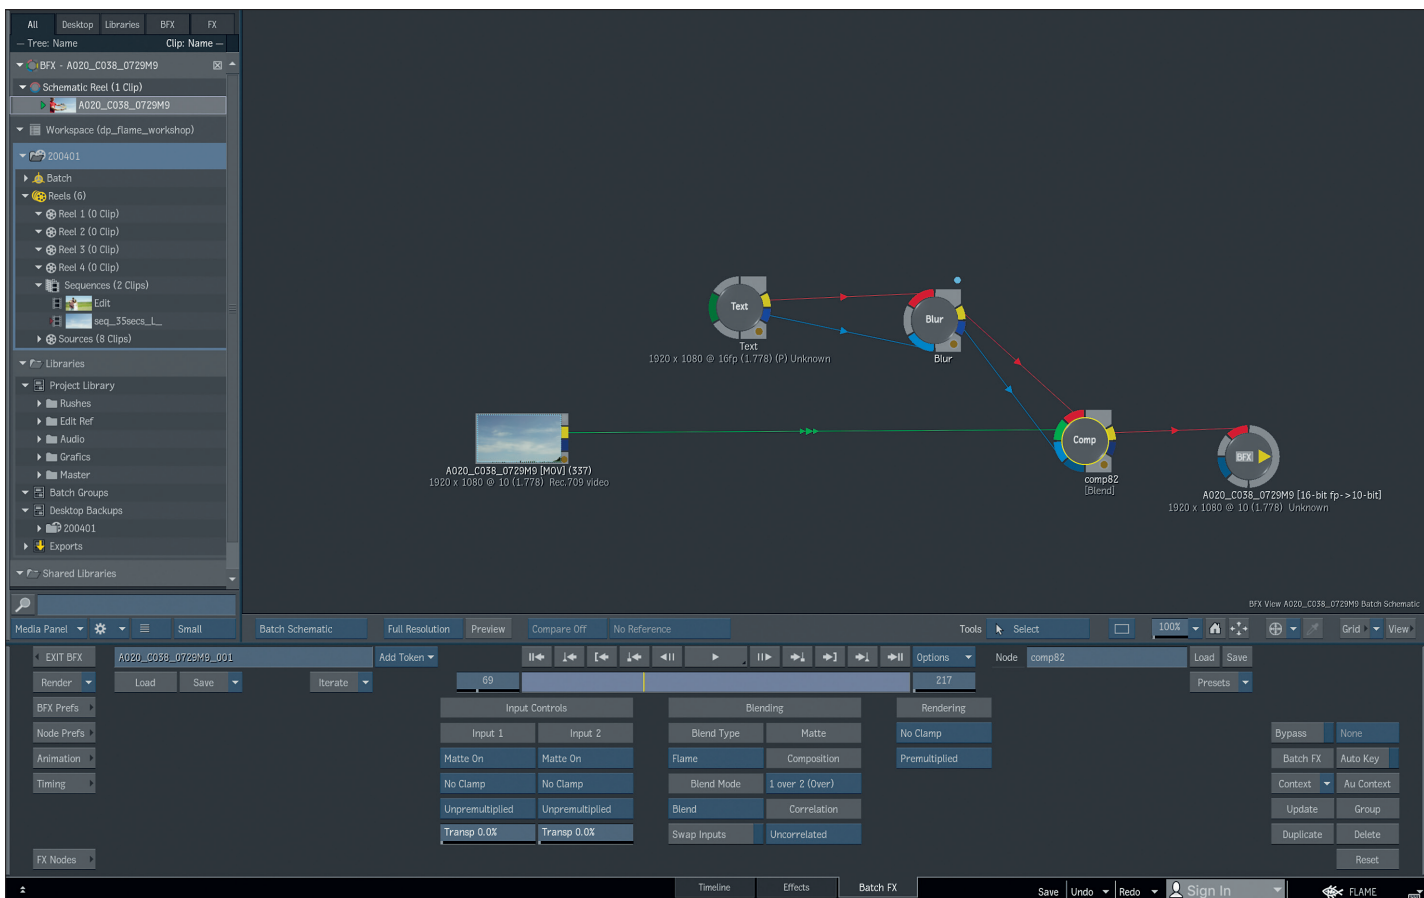 All Desktop Libraries BFX FX
— Tree: Name Clip: Name —
BFX - A020_C038_0729M9
Schematic Reel (1 Clip)
A020_C038_0729M9
Workspace (dp_flame_workshop)
200401
Batch
Reels (6)
Reel 1 (0 Clip)
Reel 2 (0 Clip)
Reel 3 (0 Clip)
Reel 4 (0 Clip)
Sequences (2 Clips)
Edit
seq_35secs_L_
Sources (8 Clips)
Libraries
Project Library
Rushes
Edit Ref
Audio
Grafics
Master
Batch Groups
Desktop Backups
200401
Exports
Shared Libraries
Media Panel Small
Text
Text
1920 x 1080 @ 16fp (1.778) (P) Unknown
Blur
Blur
A020_C038_0729M9 [MOV] (337)
1920 x 1080 @ 10 (1.778) Rec.709 video
Comp
comp82
[Blend]
BFX
A020_C038_0729M9 [16-bit fp->10-bit]
1920 x 1080 @ 10 (1.778) Unknown
BFX View A020_C038_0729M9 Batch Schematic
Batch Schematic Full Resolution Preview Compare Off No Reference Tools Select 100% Grid View
EXIT BFX A020_C038_0729M9_001 Add Token Options Node comp82 Load Save
Render Load Save Iterate 69 217 Presets
BFX Prefs Input Controls Blending Rendering
Node Prefs Input 1 Input 2 Blend Type Matte No Clamp Bypass None
Animation Matte On Matte On Flame Composition Premultiplied Batch FX Auto Key
Timing No Clamp No Clamp Blend Mode 1 over 2 (Over) Context Au Context
Unpremultiplied Unpremultiplied Blend Correlation Update Group
Transp 0.0% Transp 0.0% Swap Inputs Uncorrelated Duplicate Delete
FX Nodes Reset
Timeline Effects Batch FX Save Undo Redo Sign In FLAME